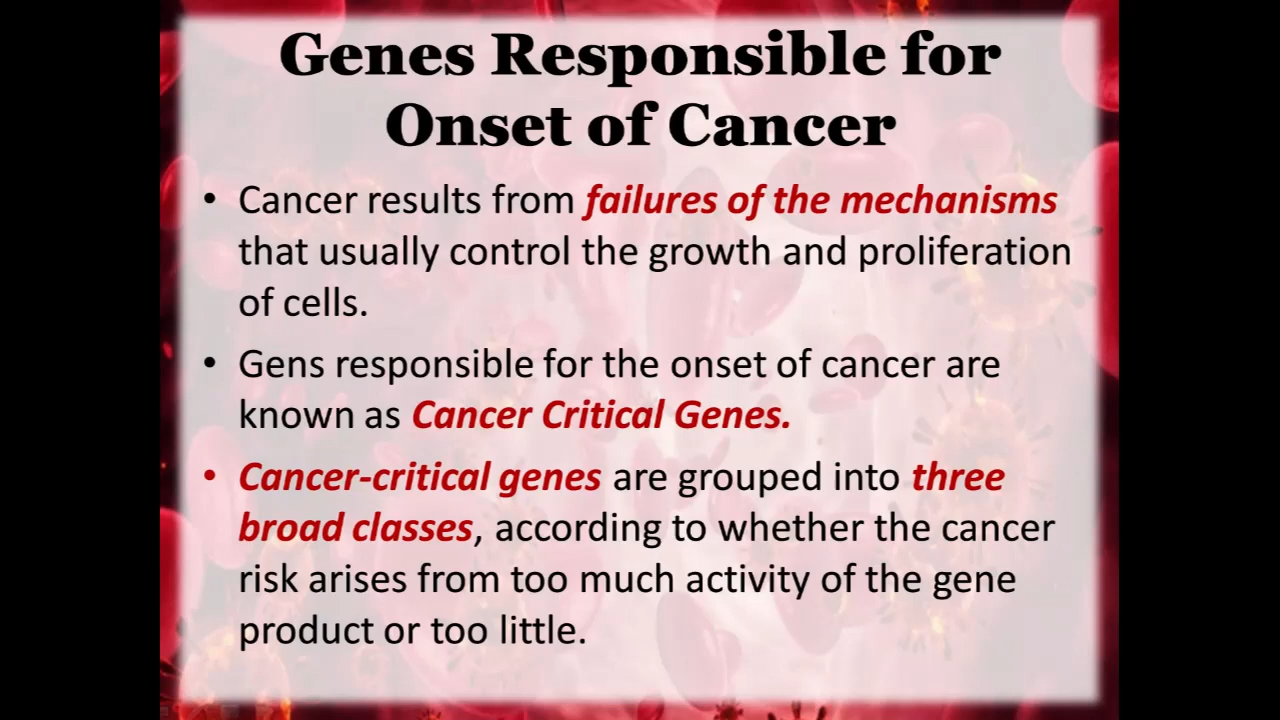 Genes Responsible for
Onset of Cancer
• Cancer results from failures of the mechanisms
that usually control the growth and proliferation
of cells.
• Gens responsible for the onset of cancer are
known as Cancer Critical Genes.
• Cancer-critical genes are grouped into three
broad classes, according to whether the cancer
risk arises from too much activity of the gene
product or too little.